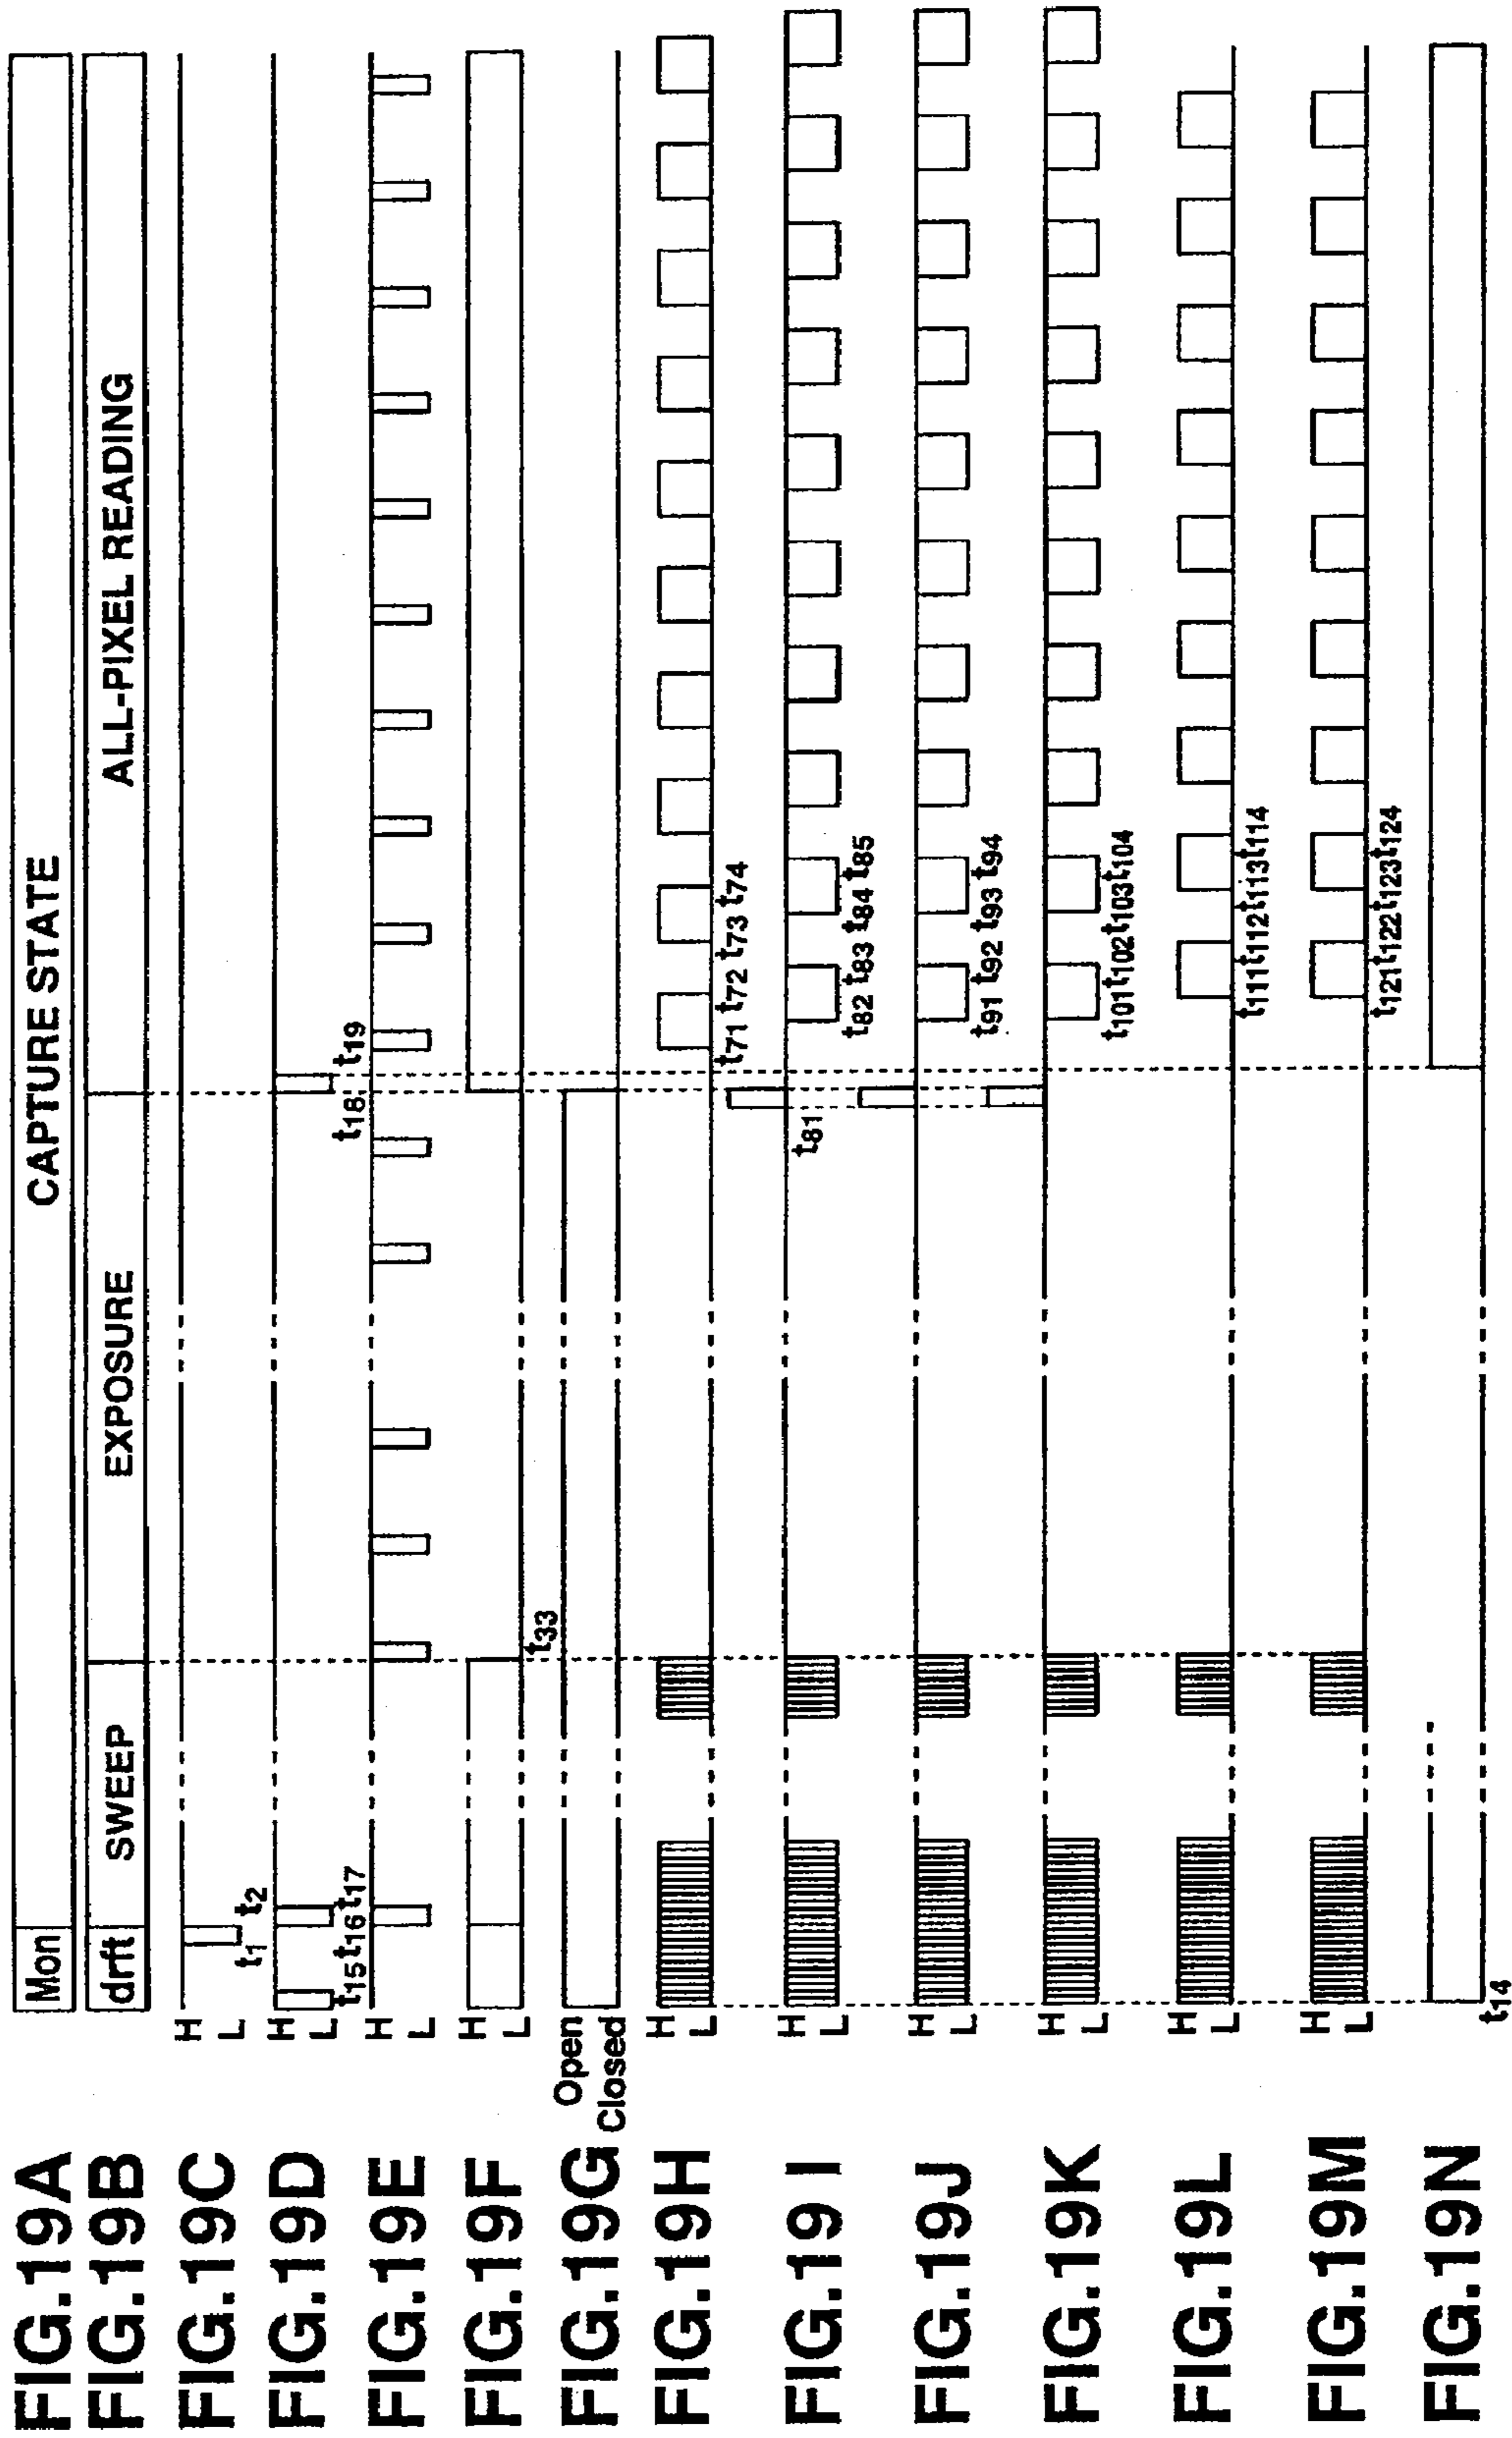 FIG.19A
Mon
CAPTURE STATE
FIG.19B
drft
SWEEP
EXPOSURE
ALL-PIXEL READING
FIG.19C
H
L
t1
t2
FIG.19D
H
L
t15
t16
t17
t18
t19
FIG.19E
H
L
FIG.19F
H
L
t33
FIG.19G
Open
Closed
FIG.19H
H
L
t71
t72
t73
t74
FIG.19I
H
L
t81
t82
t83
t84
t85
FIG.19J
H
L
t91
t92
t93
t94
FIG.19K
H
L
t101
t102
t103
t104
FIG.19L
H
L
t111
t112
t113
t114
FIG.19M
H
L
t121
t122
t123
t124
FIG.19N
t14